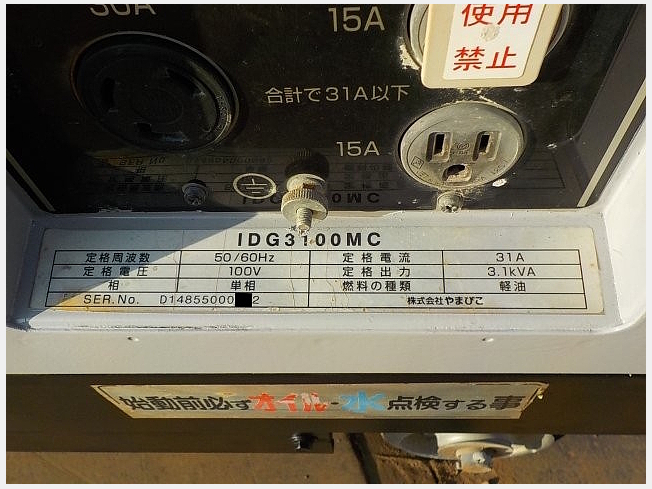 30A
15A
使用
禁止
合計で31A以下
15A
IDG3100MC
定格周波数 50/60Hz 定格電流 31A
定格電圧 100V 定格出力 3.1kVA
相 単相 燃料の種類 軽油
SER.No. D14855000 2 株式会社やまびこ
始動前必ずオイル・水点検する事